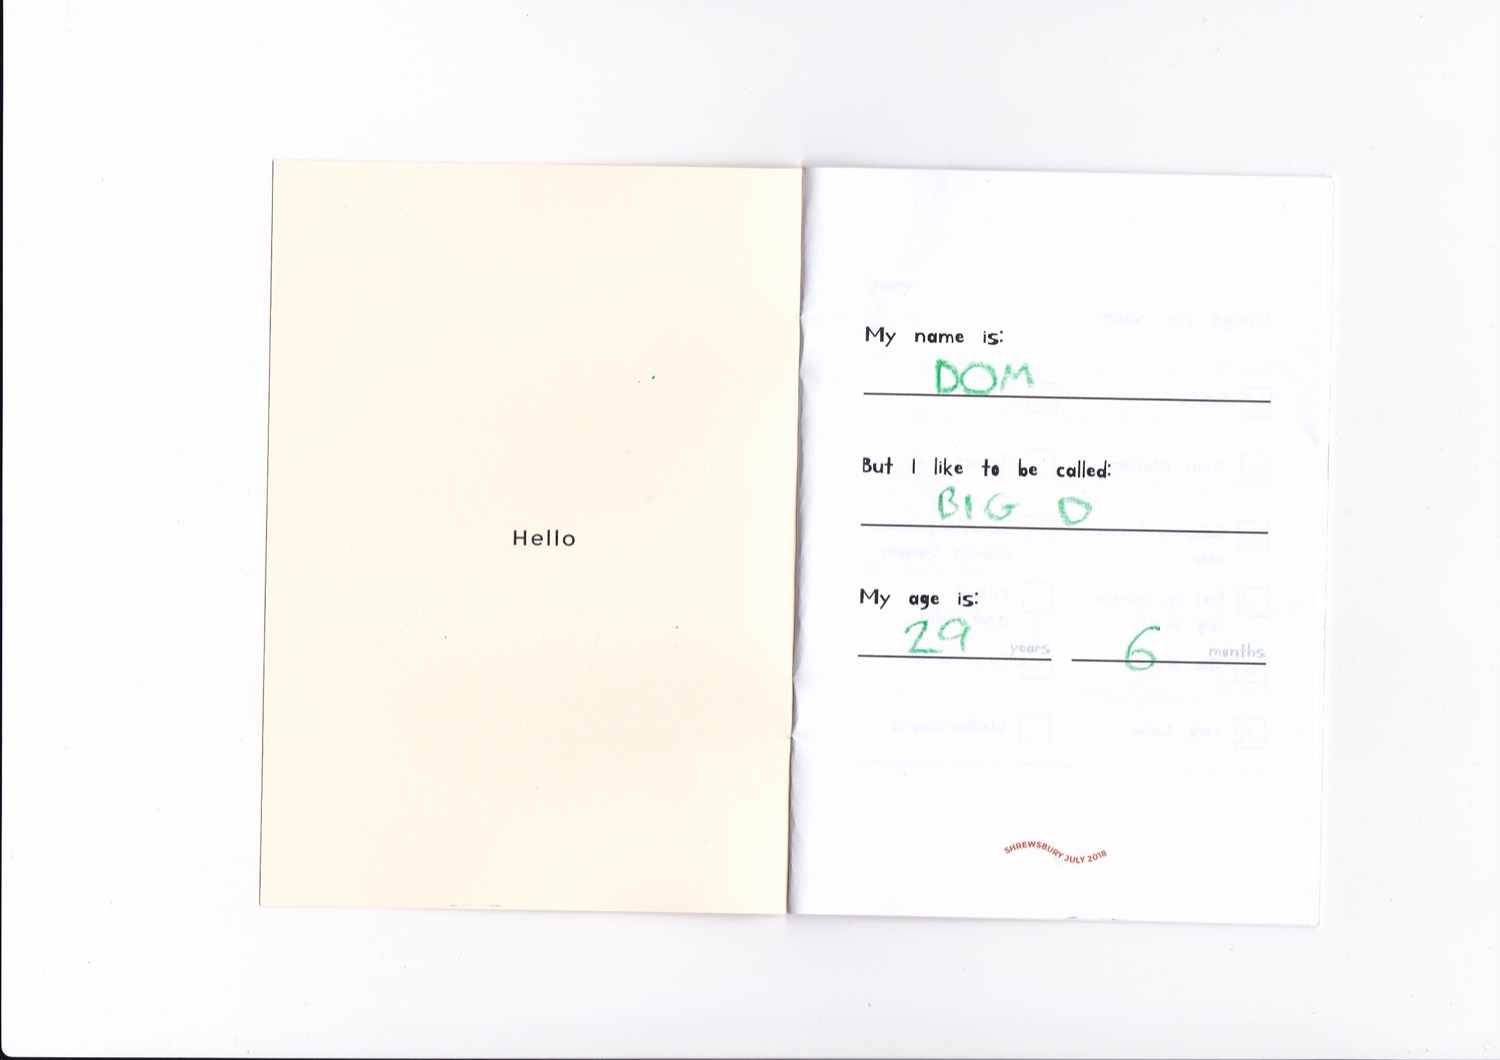 Hello
My name is:
DOM
But I like to be called:
BIG D
My age is:
29 years 6 months
SHREWSBURY JULY 2018